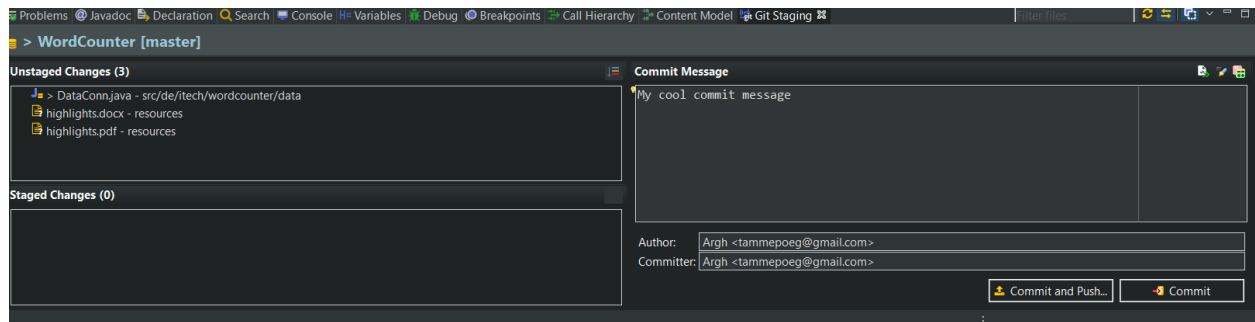 Problems @ Javadoc Declaration Search Console Variables Debug Breakpoints Call Hierarchy Content Model Git Staging
Filter files
> WordCounter [master]
Unstaged Changes (3)
> DataConn.java - src/de/itech/wordcounter/data
highlights.docx - resources
highlights.pdf - resources
Staged Changes (0)
Commit Message
My cool commit message
Author: Argh <tammepoeg@gmail.com>
Committer: Argh <tammepoeg@gmail.com>
Commit and Push... Commit